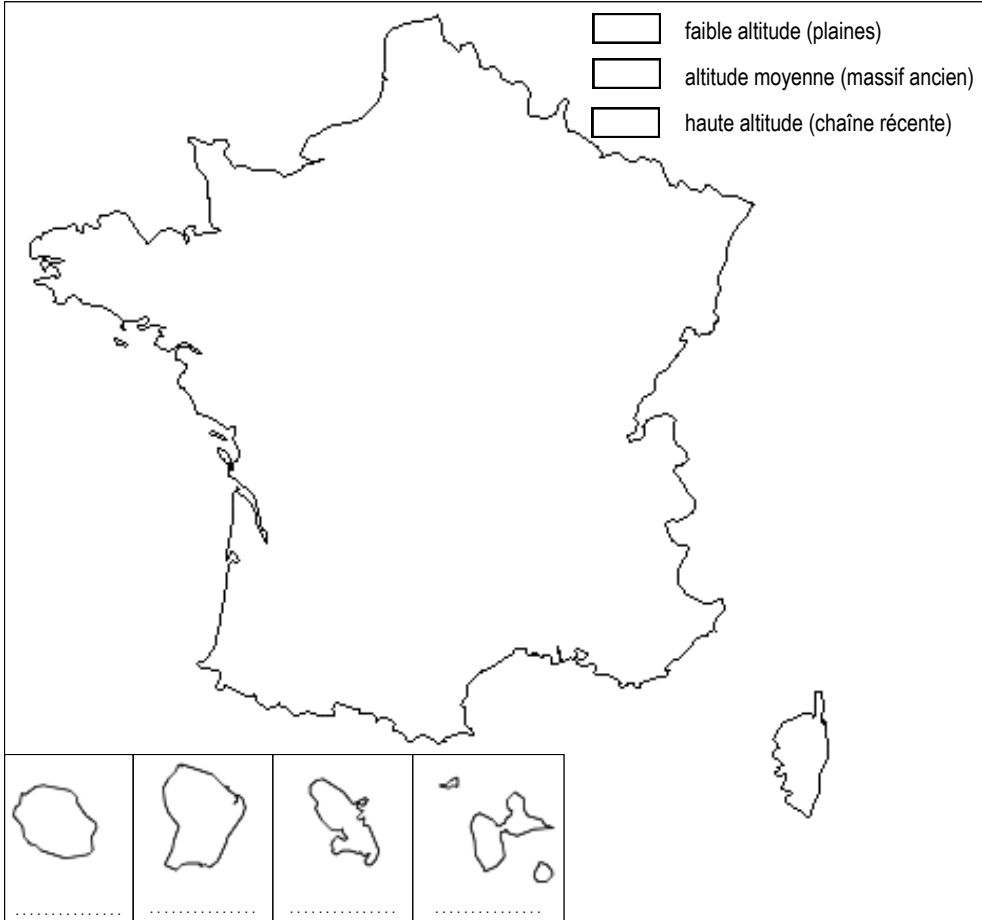 faible altitude (plaines)
altitude moyenne (massif ancien)
haute altitude (chaîne récente)